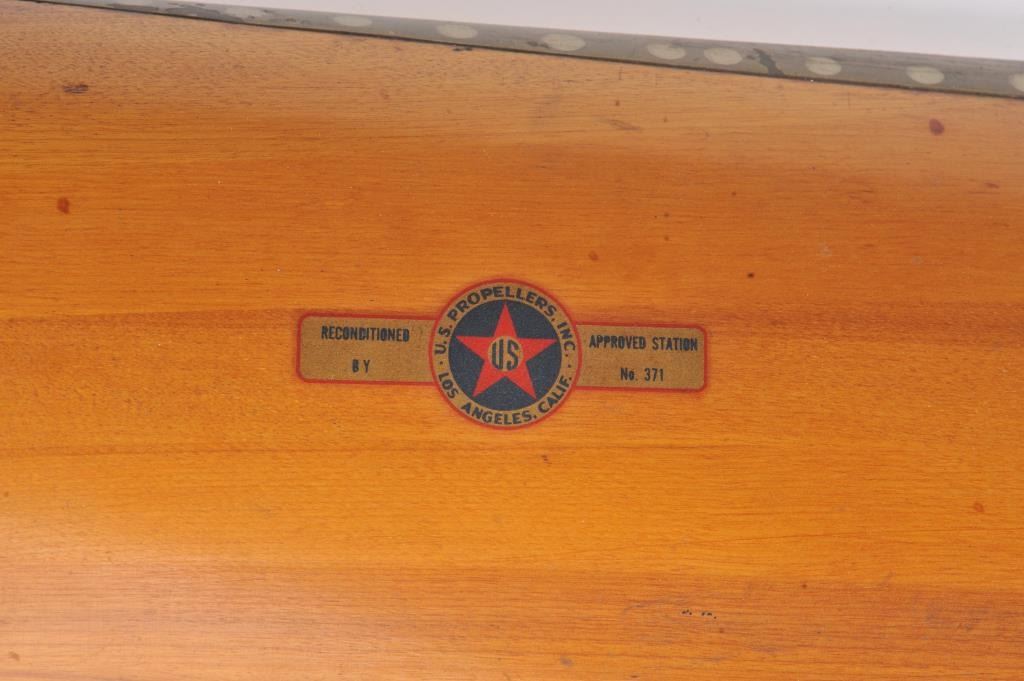 RECONDITIONED
BY
· U.S. PROPELLERS, INC. ·
US
LOS ANGELES, CALIF.
APPROVED STATION
No. 371